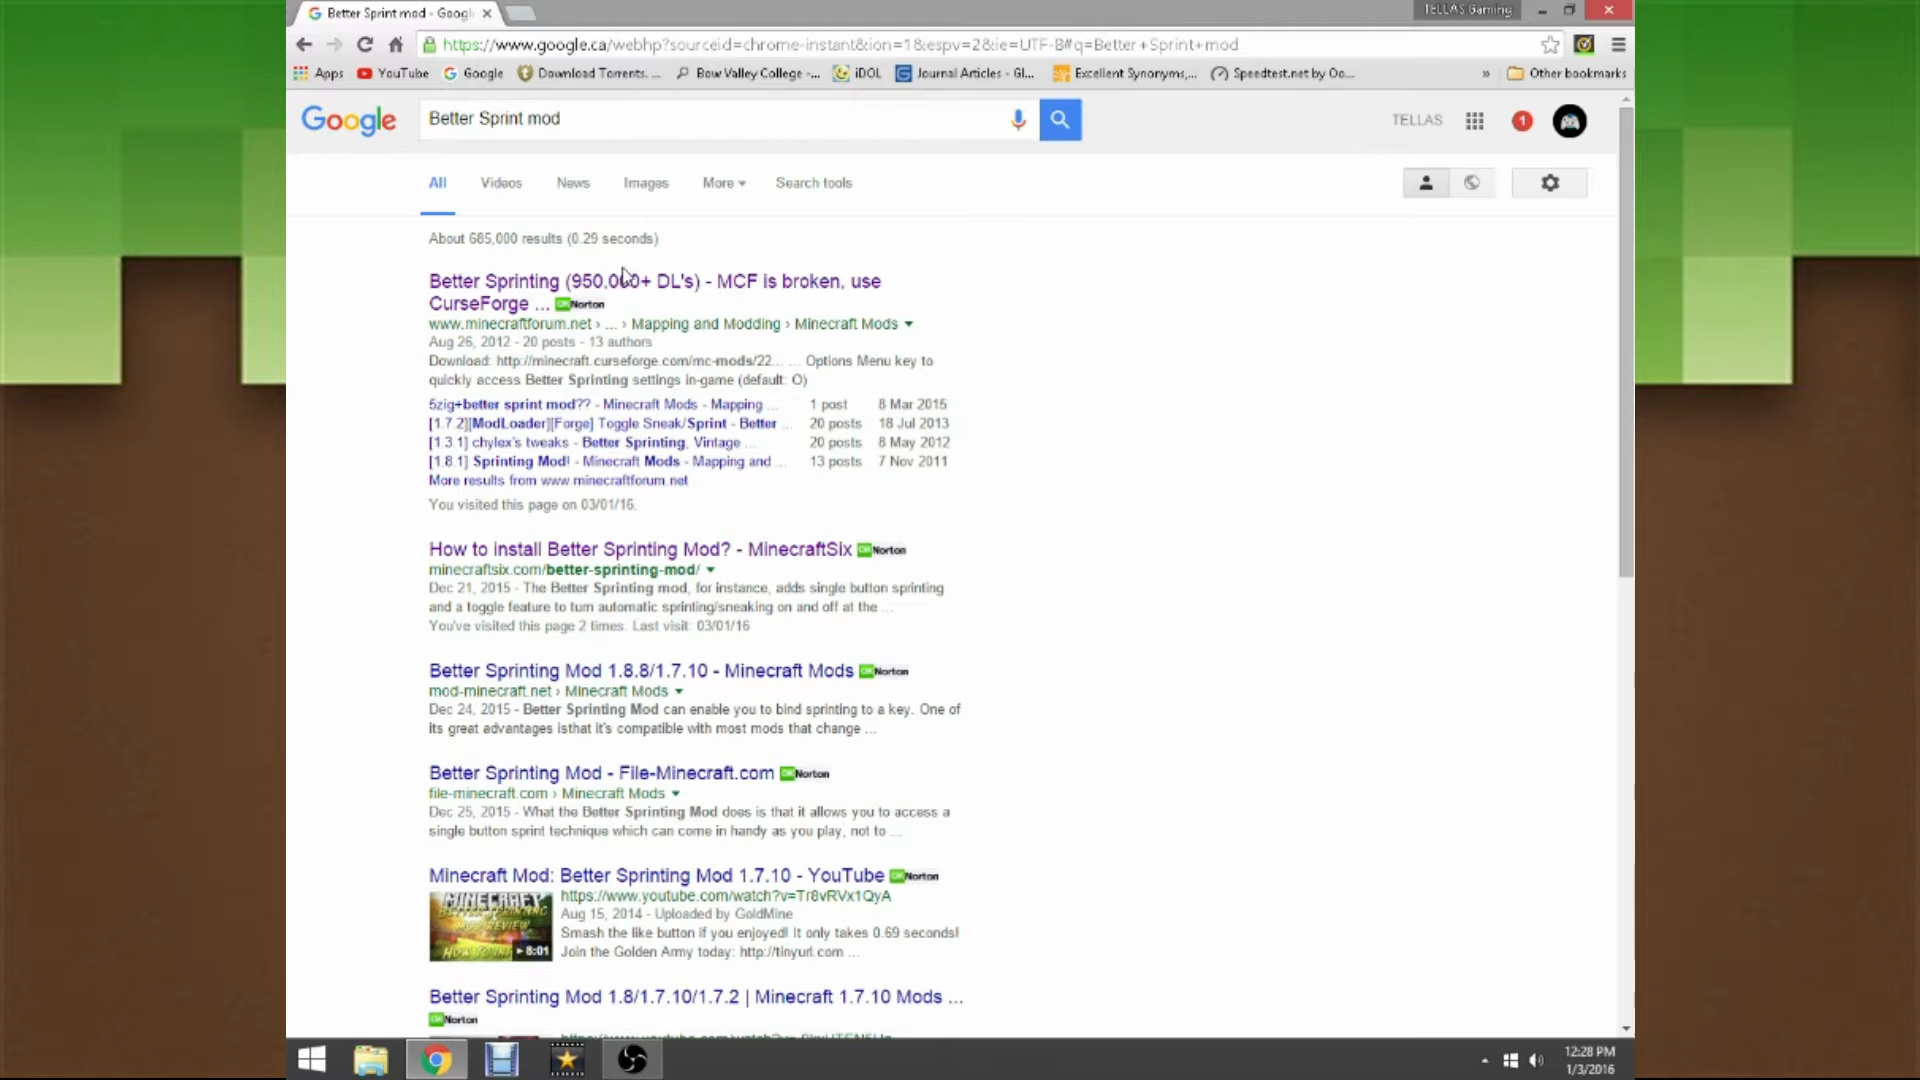 Better Sprint mod - Googl
TELLAS Gaming
https://www.google.ca/webhp?sourceid=chrome-instant&ion=1&espv=2&ie=UTF-8#q=Better+Sprint+mod
Apps YouTube Google Download Torrents. ... Bow Valley College -... iDOL Journal Articles - Gl... Excellent Synonyms,... Speedtest.net by Oo... » Other bookmarks
Google Better Sprint mod TELLAS 1
All Videos News Images More Search tools
About 685,000 results (0.29 seconds)
Better Sprinting (950,000+ DL's) - MCF is broken, use
CurseForge ... OK Norton
www.minecraftforum.net › ... › Mapping and Modding › Minecraft Mods
Aug 26, 2012 - 20 posts - 13 authors
Download: http://minecraft.curseforge.com/mc-mods/22... ... Options Menu key to
quickly access Better Sprinting settings in-game (default: O)
5zig+better sprint mod?? - Minecraft Mods - Mapping ... 1 post 8 Mar 2015
[1.7.2][ModLoader][Forge] Toggle Sneak/Sprint - Better ... 20 posts 18 Jul 2013
[1.3.1] chylex's tweaks - Better Sprinting, Vintage ... 20 posts 8 May 2012
[1.8.1] Sprinting Mod! - Minecraft Mods - Mapping and ... 13 posts 7 Nov 2011
More results from www.minecraftforum.net
You visited this page on 03/01/16.
How to install Better Sprinting Mod? - MinecraftSix OK Norton
minecraftsix.com/better-sprinting-mod/
Dec 21, 2015 - The Better Sprinting mod, for instance, adds single button sprinting
and a toggle feature to turn automatic sprinting/sneaking on and off at the ...
You've visited this page 2 times. Last visit: 03/01/16
Better Sprinting Mod 1.8.8/1.7.10 - Minecraft Mods OK Norton
mod-minecraft.net › Minecraft Mods
Dec 24, 2015 - Better Sprinting Mod can enable you to bind sprinting to a key. One of
its great advantages isthat it's compatible with most mods that change ...
Better Sprinting Mod - File-Minecraft.com OK Norton
file-minecraft.com › Minecraft Mods
Dec 25, 2015 - What the Better Sprinting Mod does is that it allows you to access a
single button sprint technique which can come in handy as you play, not to ...
Minecraft Mod: Better Sprinting Mod 1.7.10 - YouTube OK Norton
https://www.youtube.com/watch?v=Tr8vRVx1QyA
Aug 15, 2014 - Uploaded by GoldMine
Smash the like button if you enjoyed! It only takes 0.69 seconds!
Join the Golden Army today: http://tinyurl.com ...
MINECRAFT
BETTER SPRINTING
MOD REVIEW
8:01
Better Sprinting Mod 1.8/1.7.10/1.7.2 | Minecraft 1.7.10 Mods ...
OK Norton
12:28 PM
1/3/2016